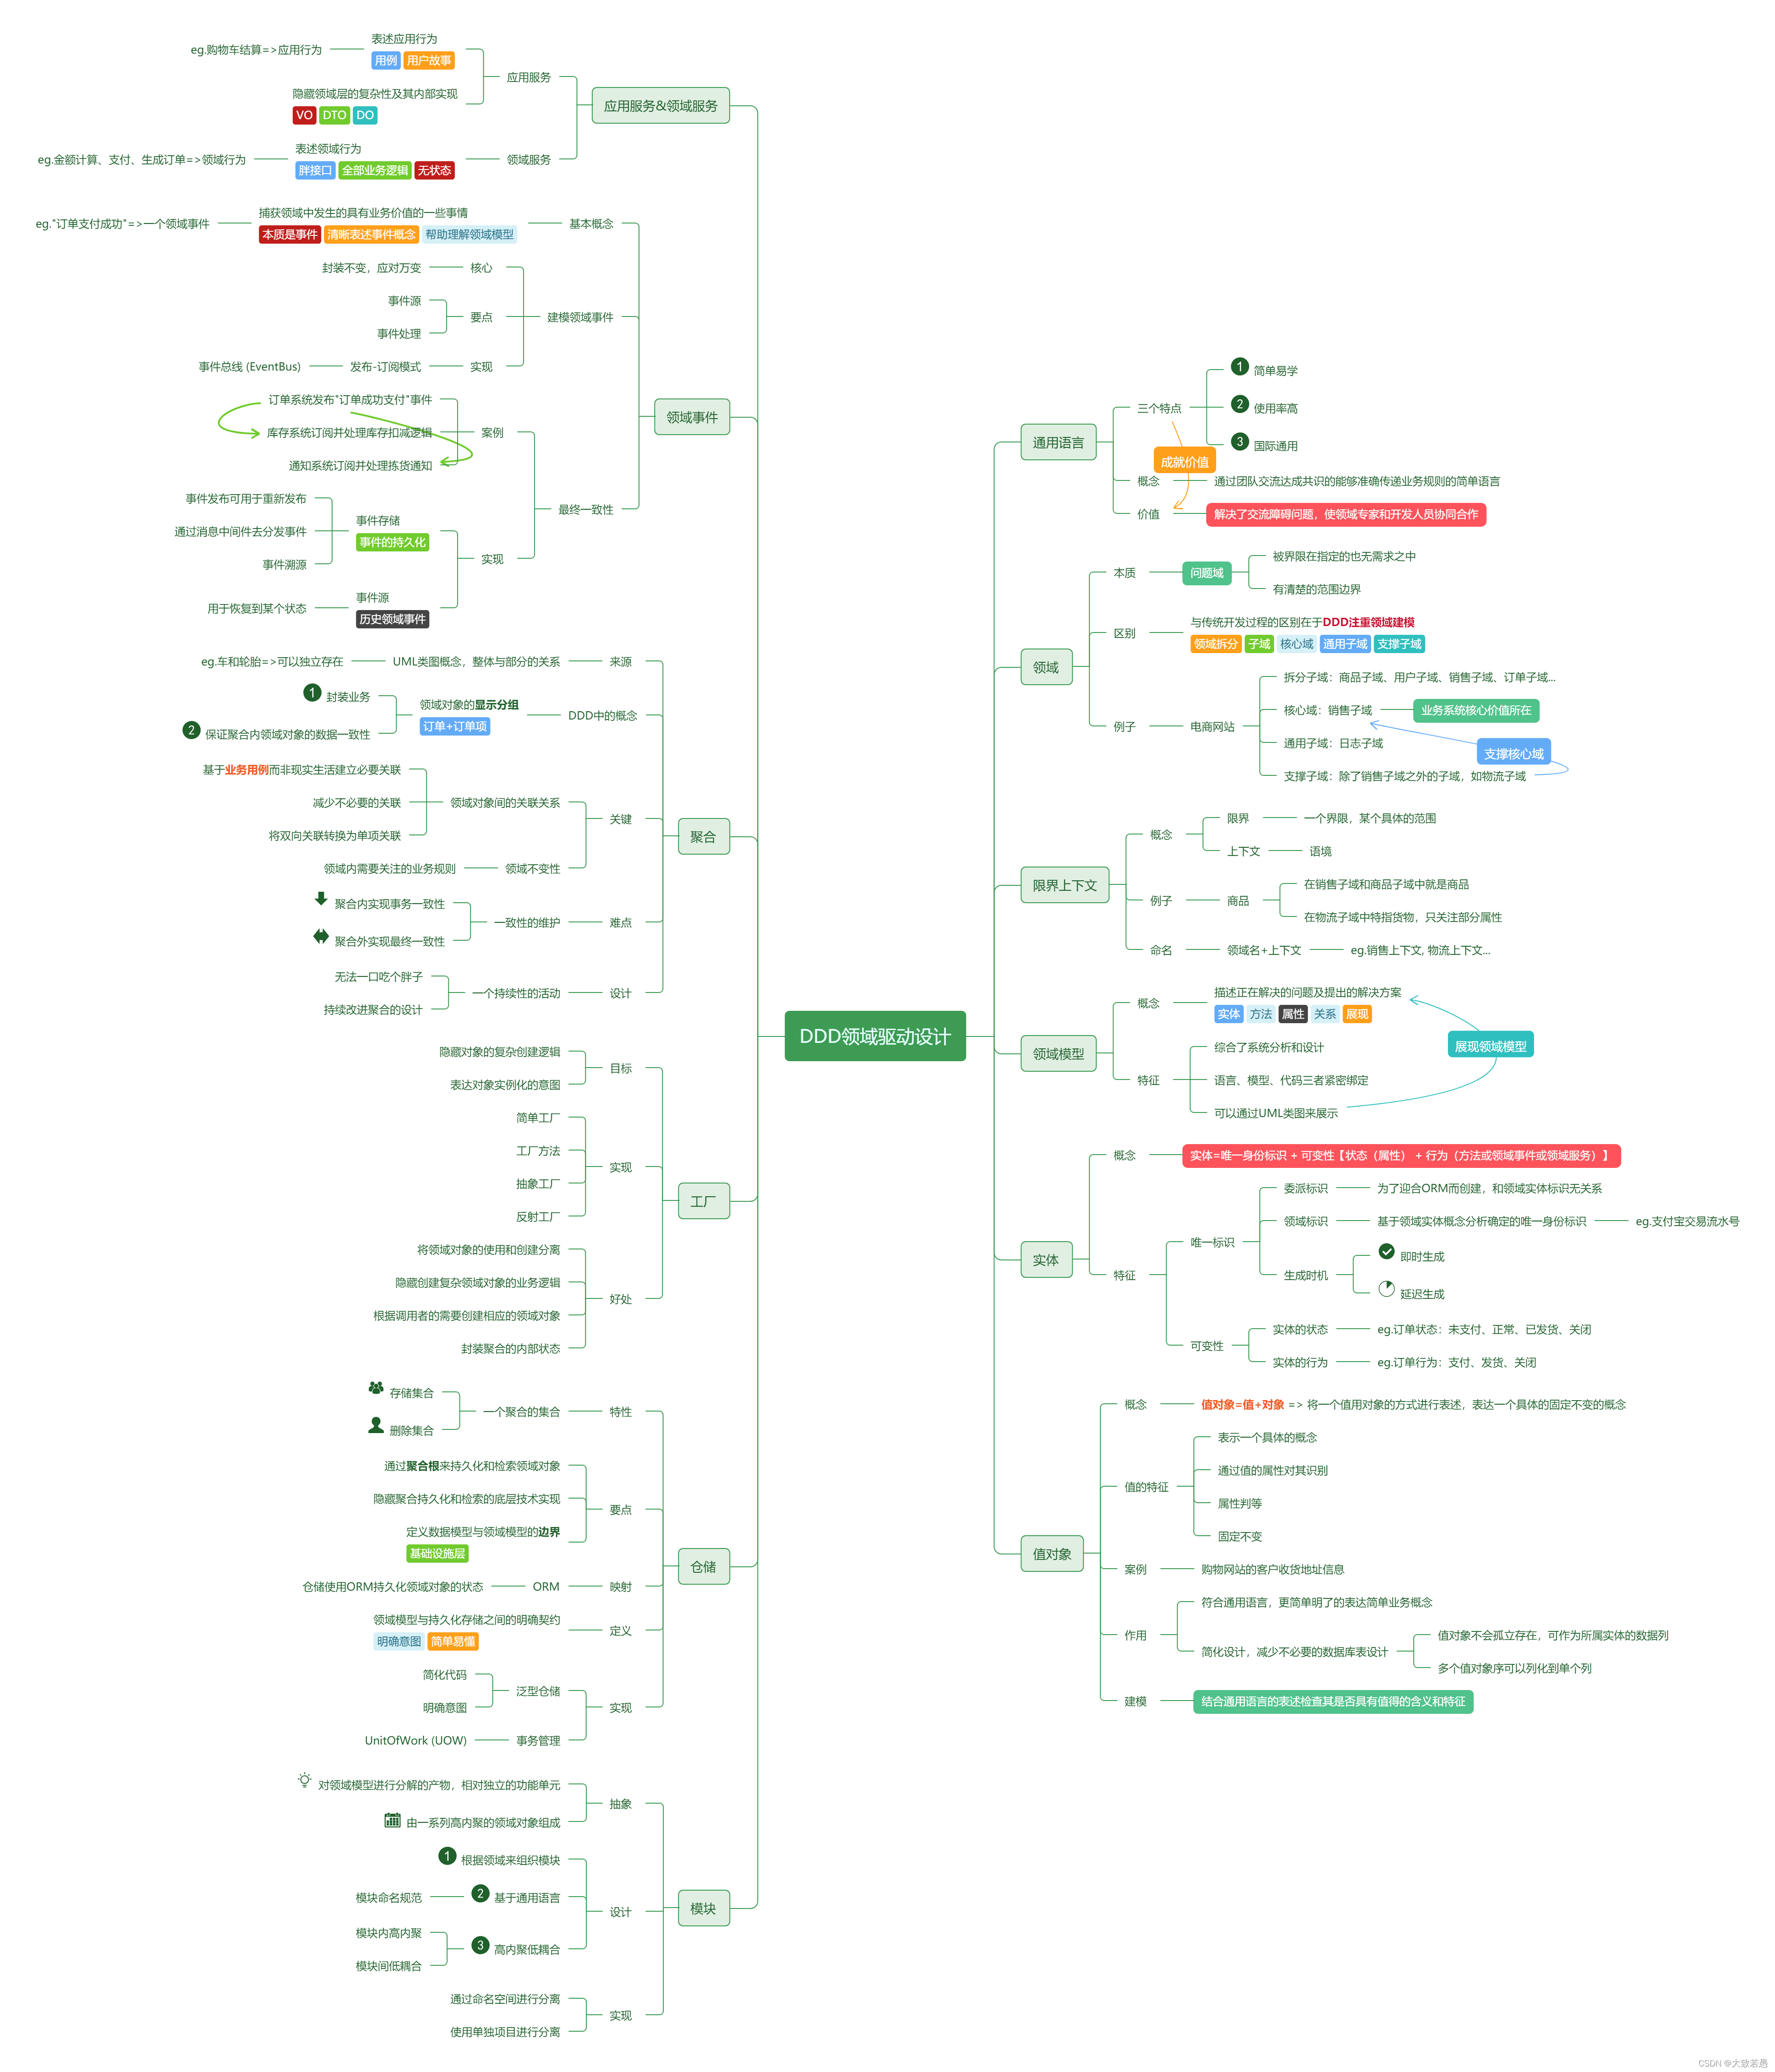 DDD领域驱动设计
通用语言
三个特点
1 简单易学
2 使用率高
3 国际通用
成就价值
概念
通过团队交流达成共识的能够准确传递业务规则的简单语言
价值
解决了交流障碍问题，使领域专家和开发人员协同合作
领域
本质
问题域
被界限在指定的也无需求之中
有清楚的范围边界
区别
与传统开发过程的区别在于DDD注重领域建模
领域拆分 子域 核心域 通用子域 支撑子域
例子
电商网站
拆分子域：商品子域、用户子域、销售子域、订单子域...
核心域：销售子域
业务系统核心价值所在
通用子域：日志子域
支撑核心域
支撑子域：除了销售子域之外的子域，如物流子域
限界上下文
概念
限界
一个界限，某个具体的范围
上下文
语境
例子
商品
在销售子域和商品子域中就是商品
在物流子域中特指货物，只关注部分属性
命名
领域名+上下文
eg.销售上下文, 物流上下文...
领域模型
概念
描述正在解决的问题及提出的解决方案
实体 方法 属性 关系 展现
展现领域模型
特征
综合了系统分析和设计
语言、模型、代码三者紧密绑定
可以通过UML类图来展示
实体
概念
实体=唯一身份标识 + 可变性【状态（属性） + 行为（方法或领域事件或领域服务）】
特征
唯一标识
委派标识
为了迎合ORM而创建，和领域实体标识无关系
领域标识
基于领域实体概念分析确定的唯一身份标识
eg.支付宝交易流水号
生成时机
即时生成
延迟生成
可变性
实体的状态
eg.订单状态：未支付、正常、已发货、关闭
实体的行为
eg.订单行为：支付、发货、关闭
值对象
概念
值对象=值+对象 => 将一个值用对象的方式进行表述，表达一个具体的固定不变的概念
值的特征
表示一个具体的概念
通过值的属性对其识别
属性判等
固定不变
案例
购物网站的客户收货地址信息
作用
符合通用语言，更简单明了的表达简单业务概念
简化设计，减少不必要的数据库表设计
值对象不会孤立存在，可作为所属实体的数据列
多个值对象序可以列化到单个列
建模
结合通用语言的表述检查其是否具有值得的含义和特征
应用服务&领域服务
应用服务
表述应用行为
用例 用户故事
eg.购物车结算=>应用行为
隐藏领域层的复杂性及其内部实现
VO DTO DO
领域服务
表述领域行为
胖接口 全部业务逻辑 无状态
eg.金额计算、支付、生成订单=>领域行为
领域事件
基本概念
捕获领域中发生的具有业务价值的一些事情
本质是事件 清晰表述事件概念 帮助理解领域模型
eg."订单支付成功"=>一个领域事件
建模领域事件
核心
封装不变，应对万变
要点
事件源
事件处理
实现
发布-订阅模式
事件总线 (EventBus)
最终一致性
案例
订单系统发布"订单成功支付"事件
库存系统订阅并处理库存扣减逻辑
通知系统订阅并处理拣货通知
实现
事件存储
事件的持久化
事件发布可用于重新发布
通过消息中间件去分发事件
事件溯源
事件源
历史领域事件
用于恢复到某个状态
聚合
来源
UML类图概念，整体与部分的关系
eg.车和轮胎=>可以独立存在
DDD中的概念
领域对象的显示分组
订单+订单项
1 封装业务
2 保证聚合内领域对象的数据一致性
关键
领域对象间的关联关系
基于业务用例而非现实生活建立必要关联
减少不必要的关联
将双向关联转换为单项关联
领域不变性
领域内需要关注的业务规则
难点
一致性的维护
聚合内实现事务一致性
聚合外实现最终一致性
设计
一个持续性的活动
无法一口吃个胖子
持续改进聚合的设计
工厂
目标
隐藏对象的复杂创建逻辑
表达对象实例化的意图
实现
简单工厂
工厂方法
抽象工厂
反射工厂
好处
将领域对象的使用和创建分离
隐藏创建复杂领域对象的业务逻辑
根据调用者的需要创建相应的领域对象
封装聚合的内部状态
仓储
特性
一个聚合的集合
存储集合
删除集合
要点
通过聚合根来持久化和检索领域对象
隐藏聚合持久化和检索的底层技术实现
定义数据模型与领域模型的边界
基础设施层
映射
ORM
仓储使用ORM持久化领域对象的状态
定义
领域模型与持久化存储之间的明确契约
明确意图 简单易懂
实现
泛型仓储
简化代码
明确意图
事务管理
UnitOfWork (UOW)
模块
抽象
对领域模型进行分解的产物，相对独立的功能单元
由一系列高内聚的领域对象组成
设计
1 根据领域来组织模块
2 基于通用语言
模块命名规范
3 高内聚低耦合
模块内高内聚
模块间低耦合
实现
通过命名空间进行分离
使用单独项目进行分离
CSDN @大致若愚